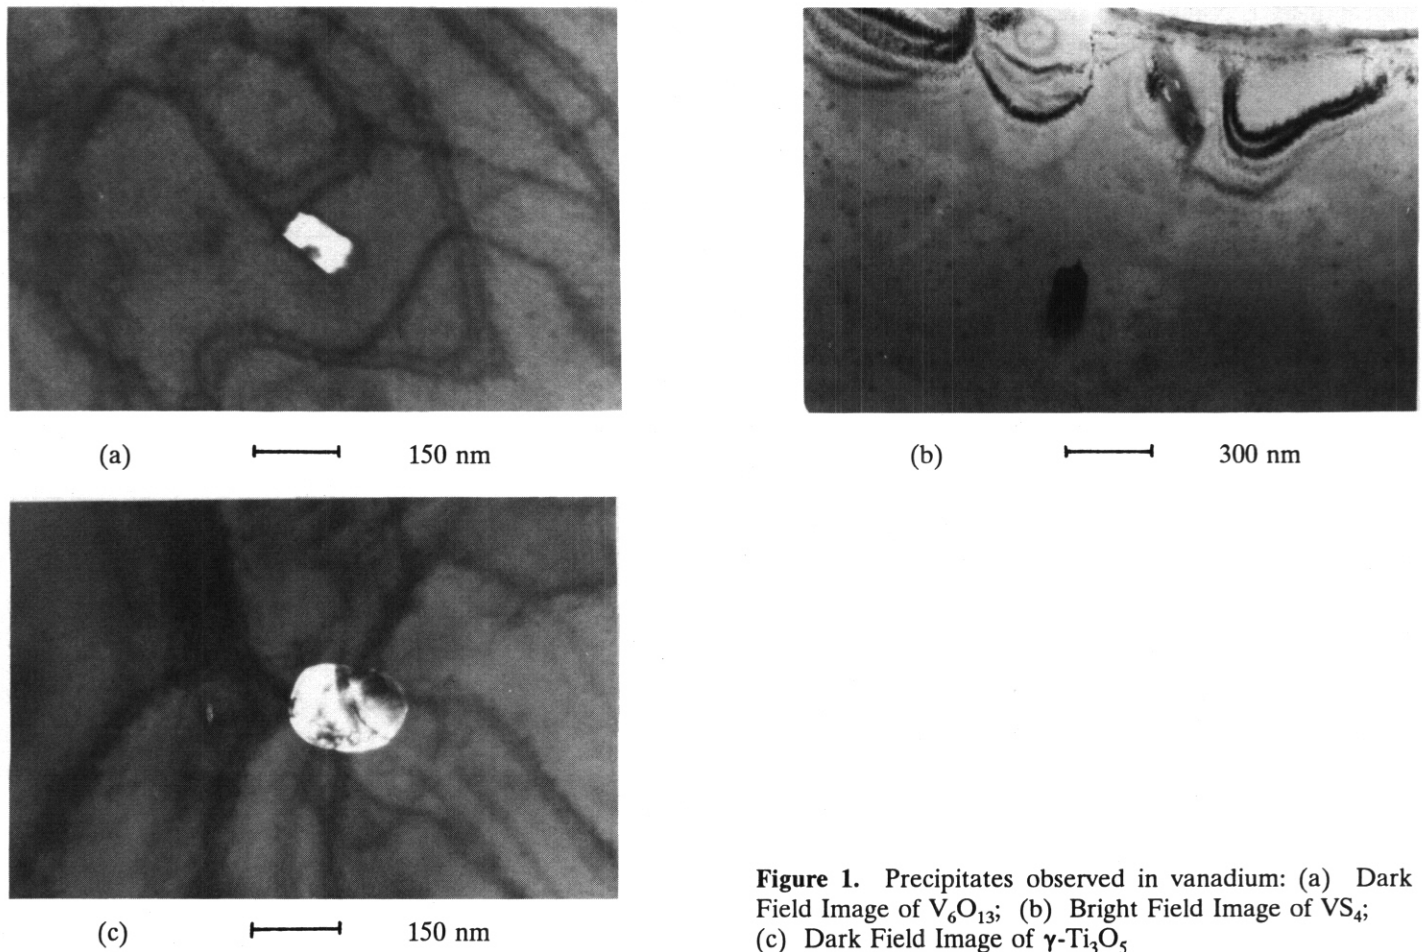 (a) 150 nm
(b) 300 nm
(c) 150 nm
Figure 1. Precipitates observed in vanadium: (a) Dark
Field Image of V₆O₁₃; (b) Bright Field Image of VS₄;
(c) Dark Field Image of γ-Ti₃O₅